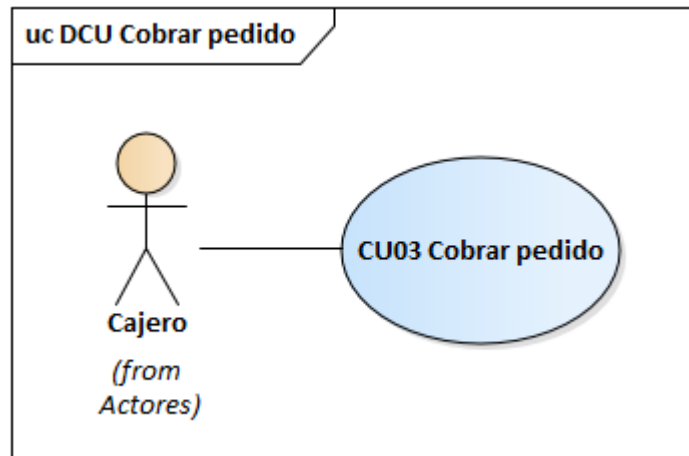 uc DCU Cobrar pedido
CU03 Cobrar pedido
Cajero
(from
Actores)